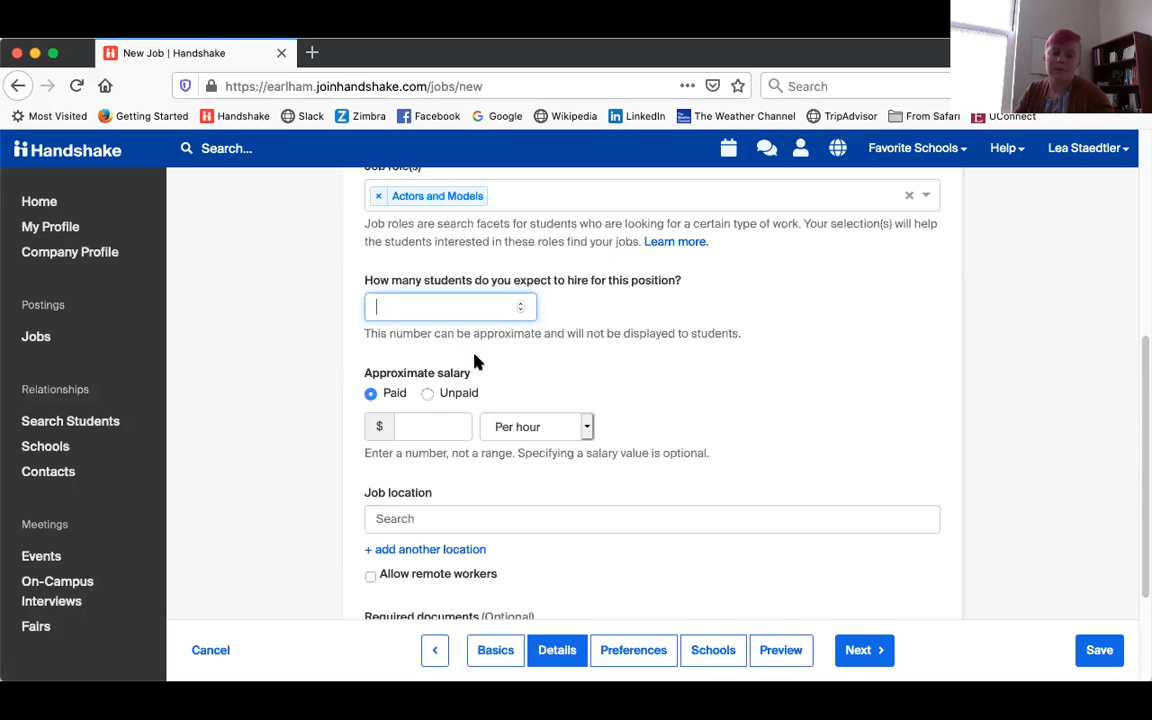 New Job | Handshake
https://earlham.joinhandshake.com/jobs/new
Search
Most Visited Getting Started Handshake Slack Zimbra Facebook Google Wikipedia LinkedIn The Weather Channel TripAdvisor From Safari UConnect
Handshake Search... Favorite Schools Help Lea Staedtler
Home
My Profile
Company Profile
Postings
Jobs
Relationships
Search Students
Schools
Contacts
Meetings
Events
On-Campus
Interviews
Fairs
Job role(s)
× Actors and Models
Job roles are search facets for students who are looking for a certain type of work. Your selection(s) will help
the students interested in these roles find your jobs. Learn more.
How many students do you expect to hire for this position?
This number can be approximate and will not be displayed to students.
Approximate salary
Paid Unpaid
$ Per hour
Enter a number, not a range. Specifying a salary value is optional.
Job location
Search
+ add another location
Allow remote workers
Required documents (Optional)
Cancel < Basics Details Preferences Schools Preview Next > Save